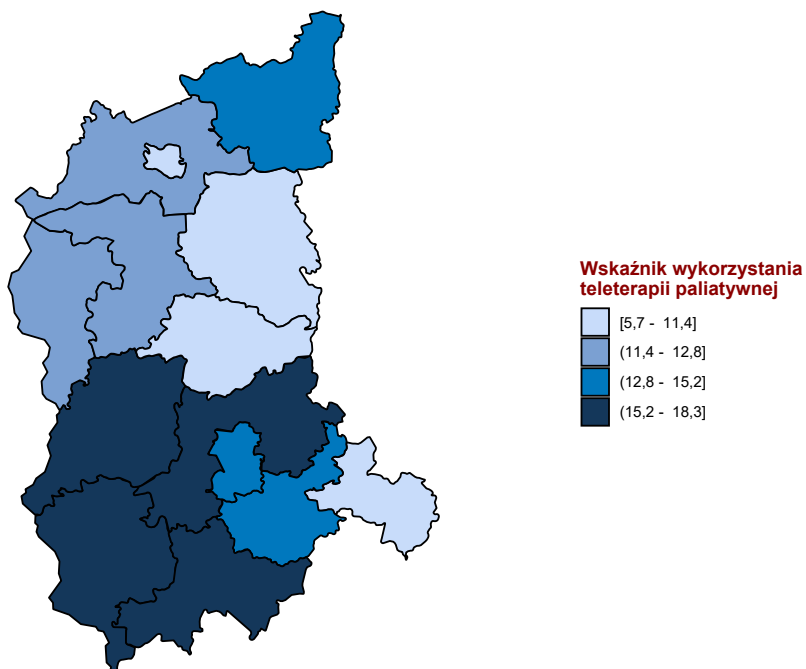 Wskaźnik wykorzystania
teleterapii paliatywnej
[5,7 - 11,4]
(11,4 - 12,8]
(12,8 - 15,2]
(15,2 - 18,3]